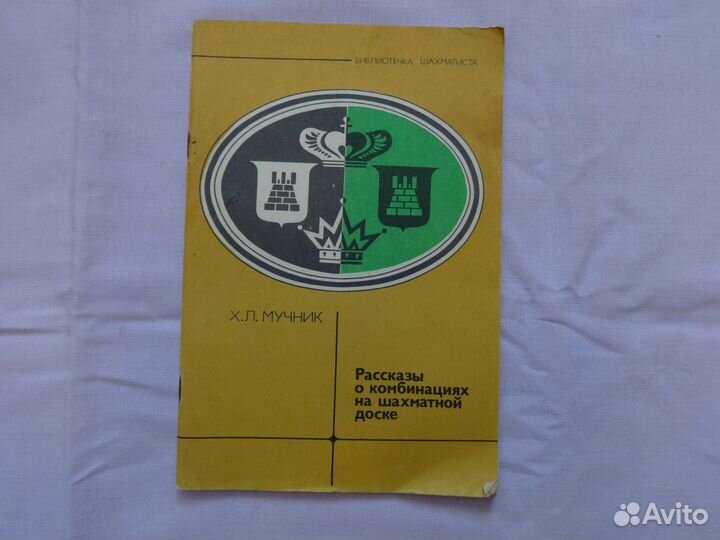 БИБЛИОТЕЧКА ШАХМАТИСТА
Х.Л. МУЧНИК
Рассказы
о комбинациях
на шахматной
доске
Avito